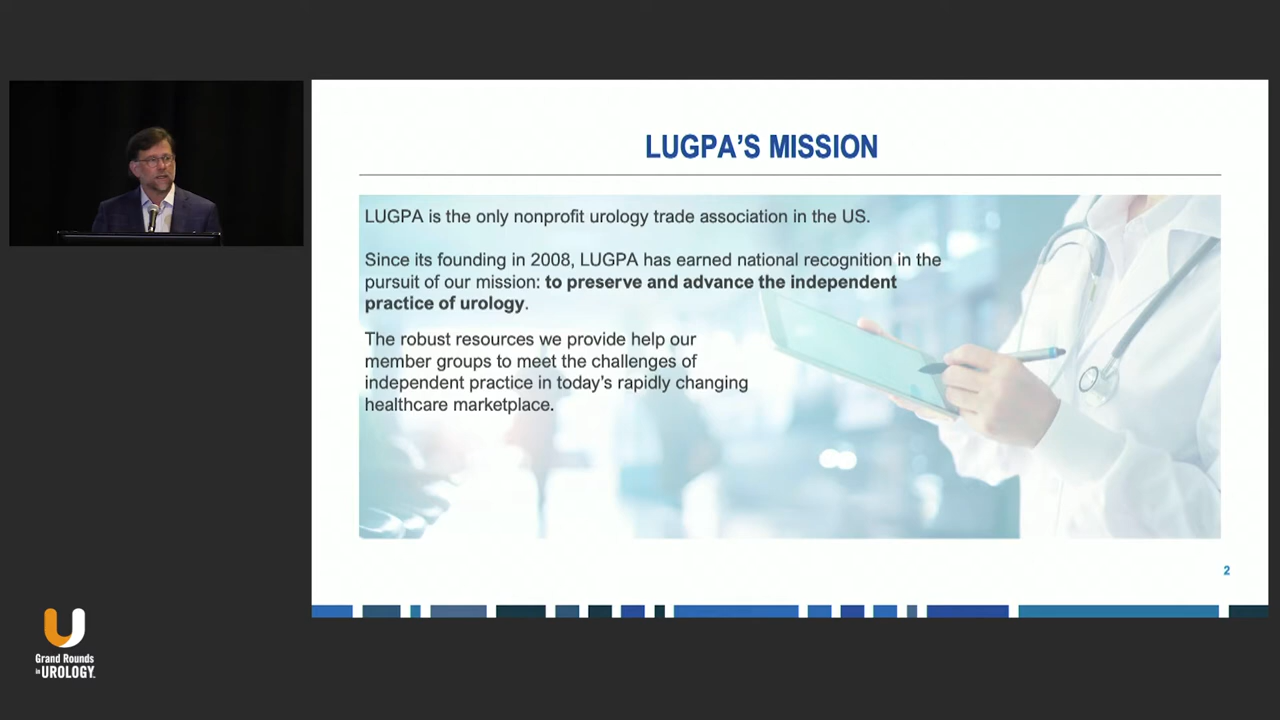 LUGPA’S MISSION
LUGPA is the only nonprofit urology trade association in the US.
Since its founding in 2008, LUGPA has earned national recognition in the
pursuit of our mission: to preserve and advance the independent
practice of urology.
The robust resources we provide help our
member groups to meet the challenges of
independent practice in today’s rapidly changing
healthcare marketplace.
2
Grand Rounds
in UROLOGY